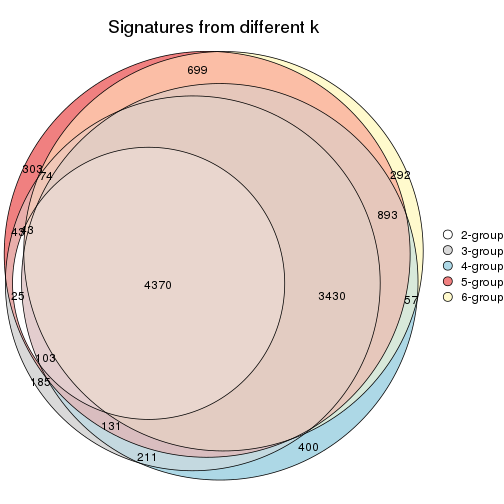 Signatures from different k
699
303
74
292
893
43
43
4370
3430
25
57
103
185
131
211
400
2-group
3-group
4-group
5-group
6-group